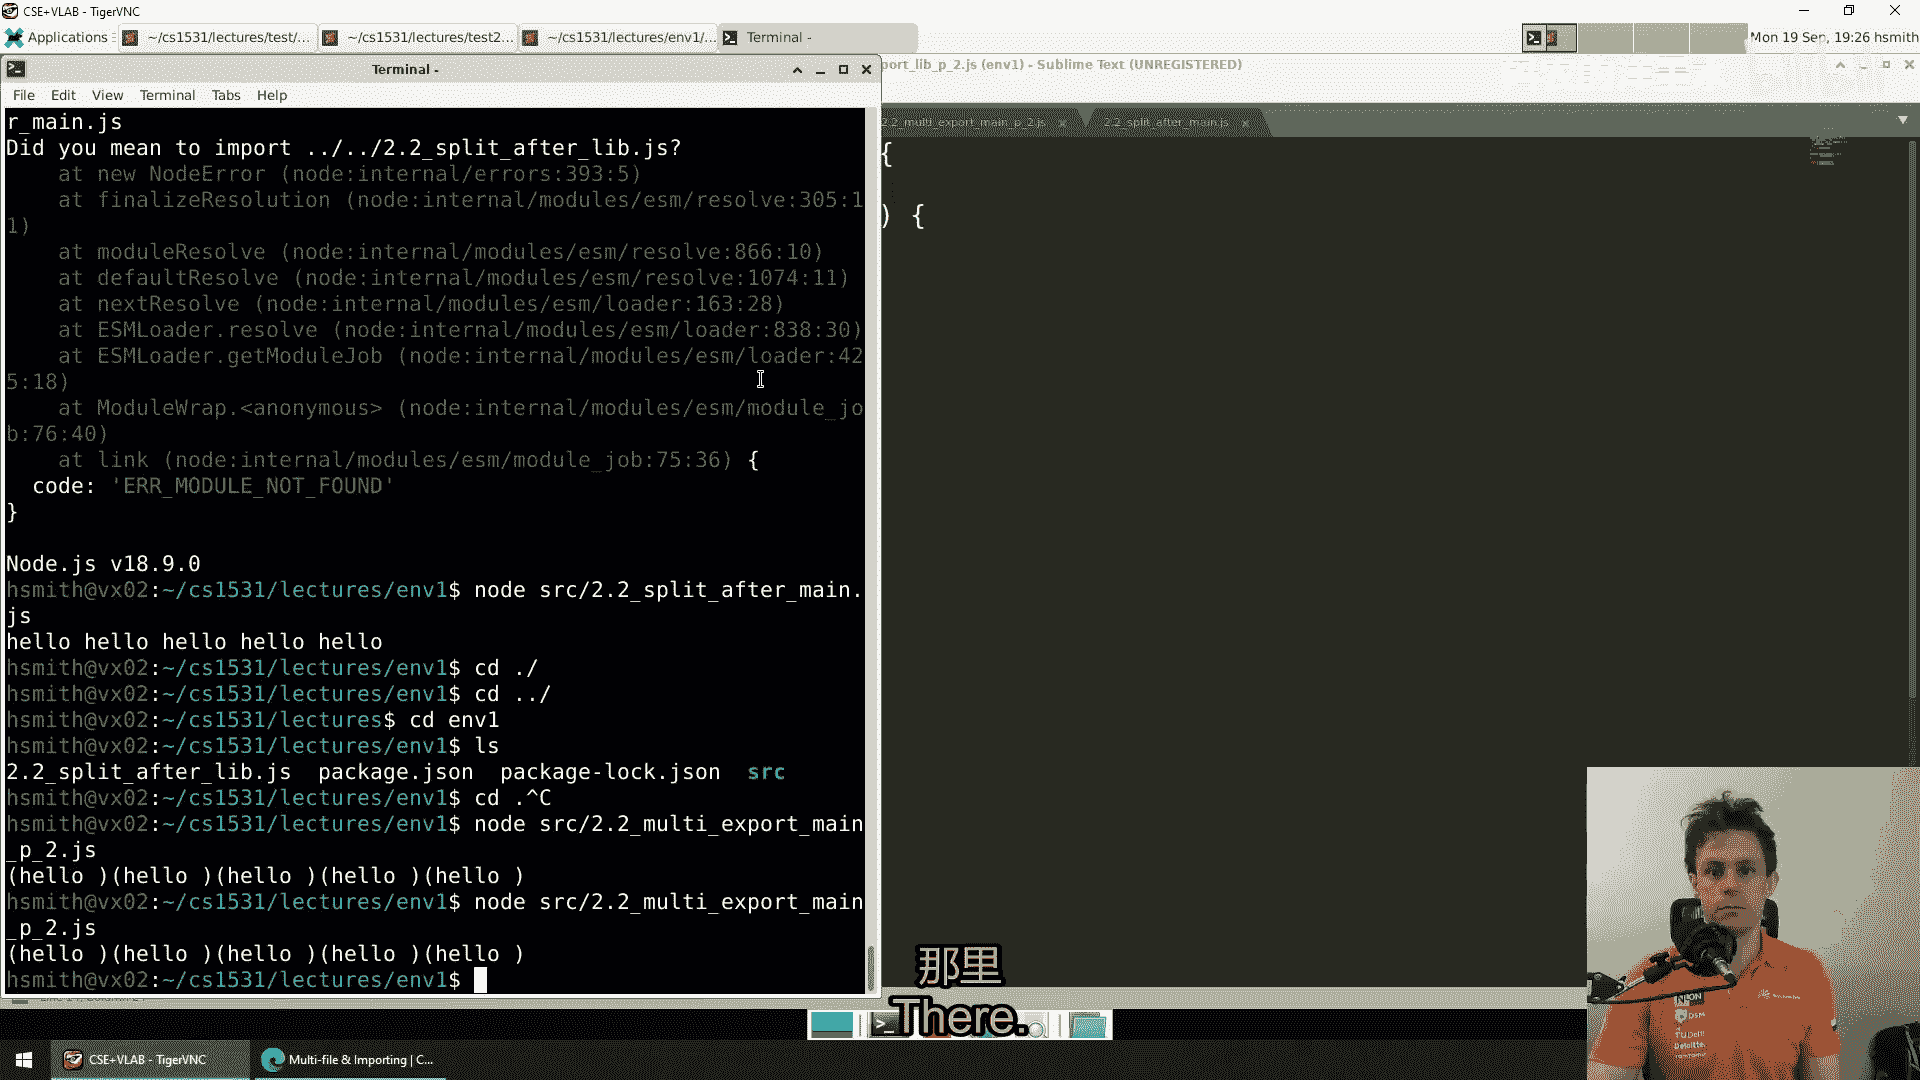 CSE+VLAB - TigerVNC
Applications
~/cs1531/lectures/test/...
~/cs1531/lectures/test2...
~/cs1531/lectures/env1/...
Terminal -
Mon 19 Sep, 19:26 hsmith
Terminal -
port_lib_p_2.js (env1) - Sublime Text (UNREGISTERED)
File Edit View Terminal Tabs Help
2.2_multi_export_main_p_2.js
2.2_split_after_main.js
r_main.js
Did you mean to import ../../2.2_split_after_lib.js?
at new NodeError (node:internal/errors:393:5)
at finalizeResolution (node:internal/modules/esm/resolve:305:1
1)
at moduleResolve (node:internal/modules/esm/resolve:866:10)
at defaultResolve (node:internal/modules/esm/resolve:1074:11)
at nextResolve (node:internal/modules/esm/loader:163:28)
at ESMLoader.resolve (node:internal/modules/esm/loader:838:30)
at ESMLoader.getModuleJob (node:internal/modules/esm/loader:42
5:18)
at ModuleWrap.<anonymous> (node:internal/modules/esm/module_jo
b:76:40)
at link (node:internal/modules/esm/module_job:75:36) {
code: 'ERR_MODULE_NOT_FOUND'
}
Node.js v18.9.0
hsmith@vx02:~/cs1531/lectures/env1$ node src/2.2_split_after_main.
js
hello hello hello hello hello
hsmith@vx02:~/cs1531/lectures/env1$ cd ./
hsmith@vx02:~/cs1531/lectures/env1$ cd ../
hsmith@vx02:~/cs1531/lectures$ cd env1
hsmith@vx02:~/cs1531/lectures/env1$ ls
2.2_split_after_lib.js package.json package-lock.json src
hsmith@vx02:~/cs1531/lectures/env1$ cd .^C
hsmith@vx02:~/cs1531/lectures/env1$ node src/2.2_multi_export_main
_p_2.js
(hello )(hello )(hello )(hello )(hello )
hsmith@vx02:~/cs1531/lectures/env1$ node src/2.2_multi_export_main
_p_2.js
(hello )(hello )(hello )(hello )(hello )
hsmith@vx02:~/cs1531/lectures/env1$
{
) {
那里
There.
CSE+VLAB - TigerVNC
Multi-file & Importing | C...